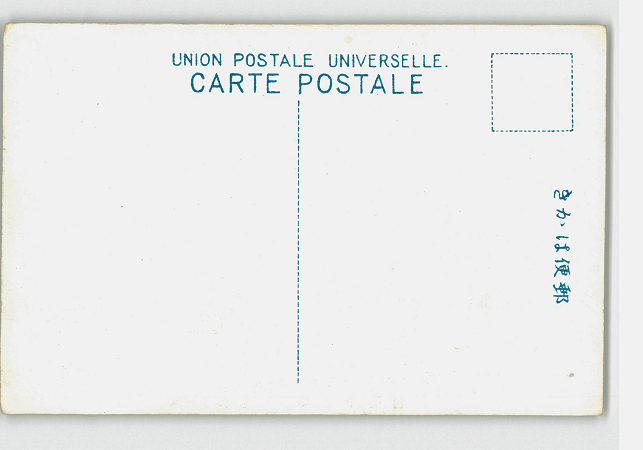 UNION POSTALE UNIVERSELLE.
CARTE POSTALE
郵便はかき